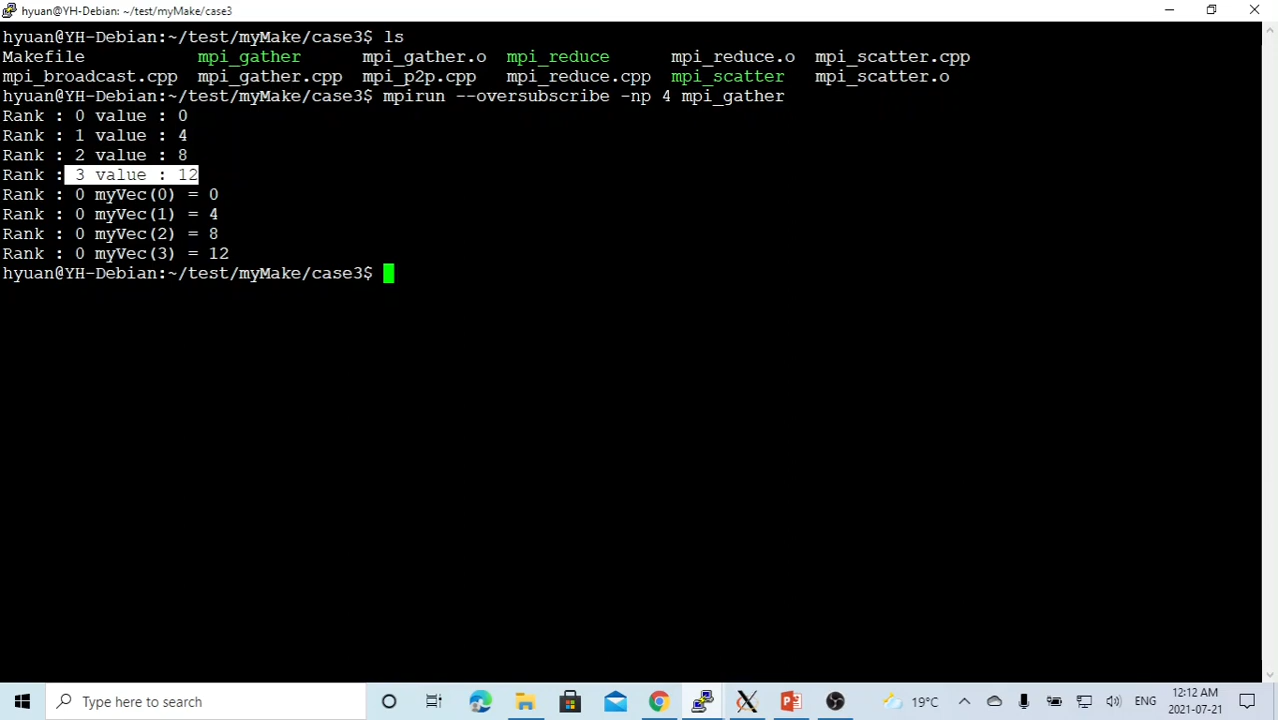 hyuan@YH-Debian: ~/test/myMake/case3
hyuan@YH-Debian:~/test/myMake/case3$ ls
Makefile mpi_gather mpi_gather.o mpi_reduce mpi_reduce.o mpi_scatter.cpp
mpi_broadcast.cpp mpi_gather.cpp mpi_p2p.cpp mpi_reduce.cpp mpi_scatter mpi_scatter.o
hyuan@YH-Debian:~/test/myMake/case3$ mpirun --oversubscribe -np 4 mpi_gather
Rank : 0 value : 0
Rank : 1 value : 4
Rank : 2 value : 8
Rank : 3 value : 12
Rank : 0 myVec(0) = 0
Rank : 0 myVec(1) = 4
Rank : 0 myVec(2) = 8
Rank : 0 myVec(3) = 12
hyuan@YH-Debian:~/test/myMake/case3$
Type here to search
19°C
ENG
12:12 AM
2021-07-21